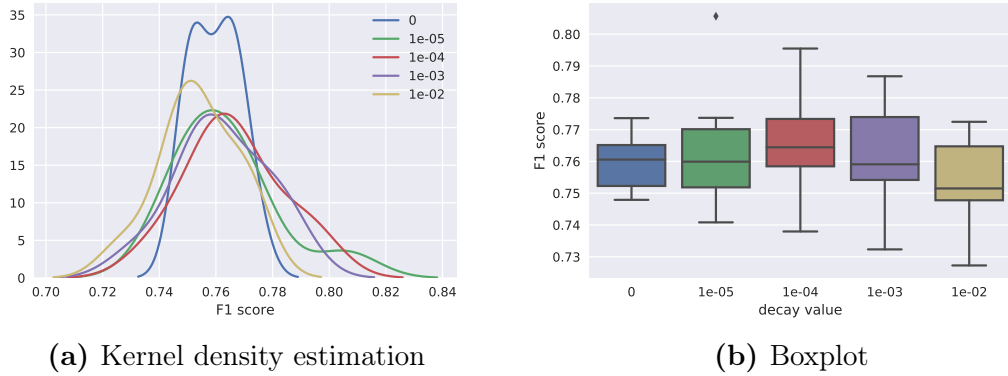 35
30
25
20
15
10
5
0
0
1e-05
1e-04
1e-03
1e-02
0.70 0.72 0.74 0.76 0.78 0.80 0.82 0.84
F1 score
(a) Kernel density estimation
F1 score
0.80
0.79
0.78
0.77
0.76
0.75
0.74
0.73
0 1e-05 1e-04 1e-03 1e-02
decay value
(b) Boxplot